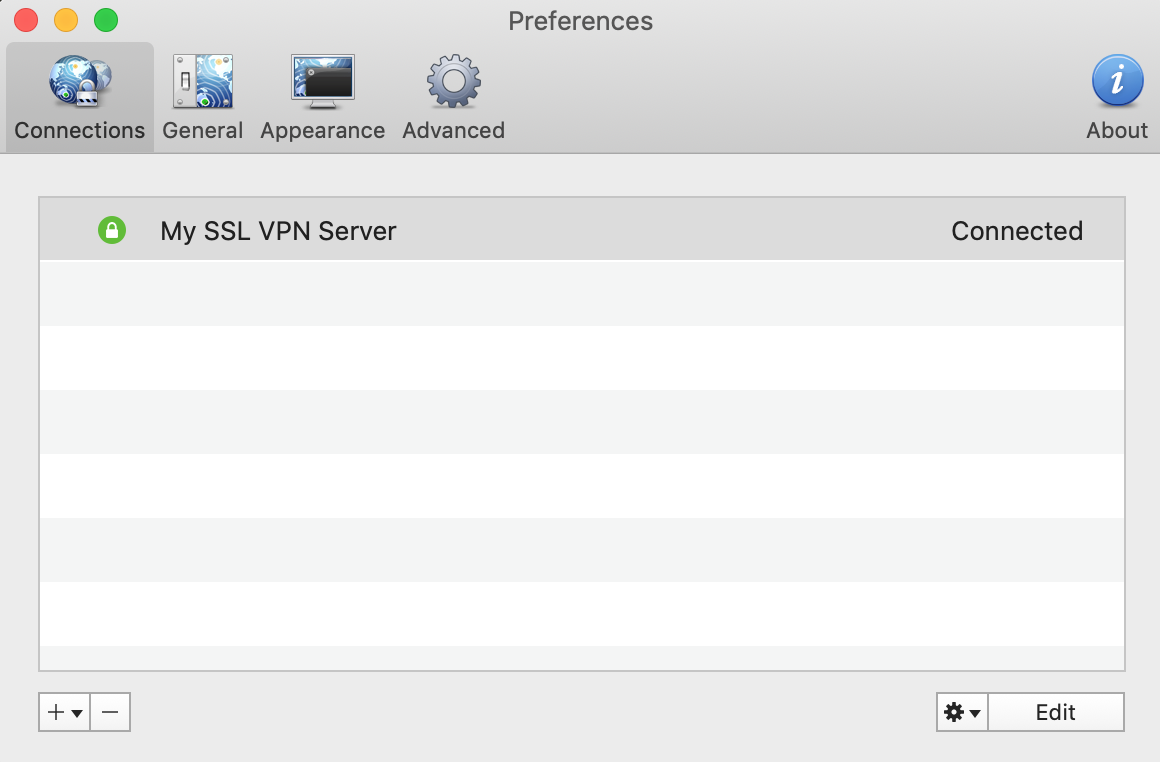 Preferences
Connections General Appearance Advanced About
My SSL VPN Server Connected
Edit